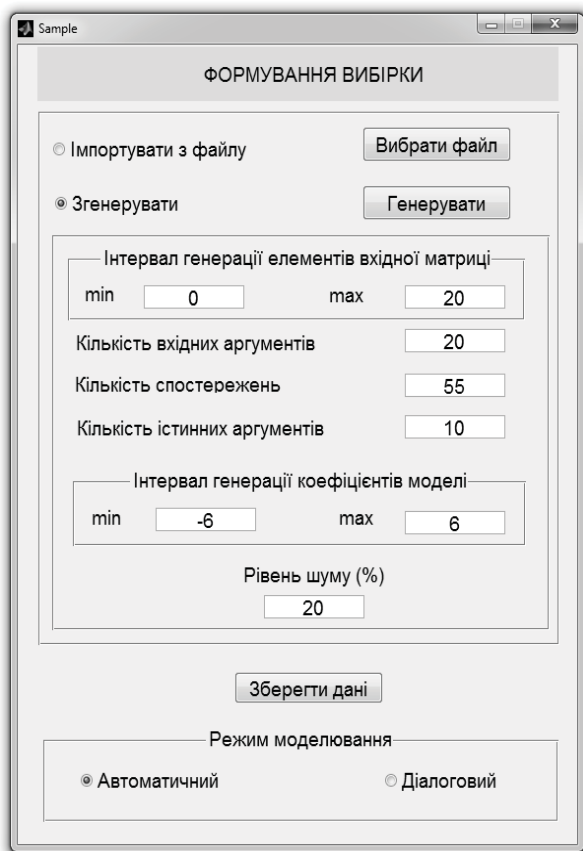 Sample
ФОРМУВАННЯ ВИБІРКИ
Імпортувати з файлу Вибрати файл
Згенерувати Генерувати
Інтервал генерації елементів вхідної матриці
min 0 max 20
Кількість вхідних аргументів 20
Кількість спостережень 55
Кількість істинних аргументів 10
Інтервал генерації коефіцієнтів моделі
min -6 max 6
Рівень шуму (%)
20
Зберегти дані
Режим моделювання
Автоматичний Діалоговий